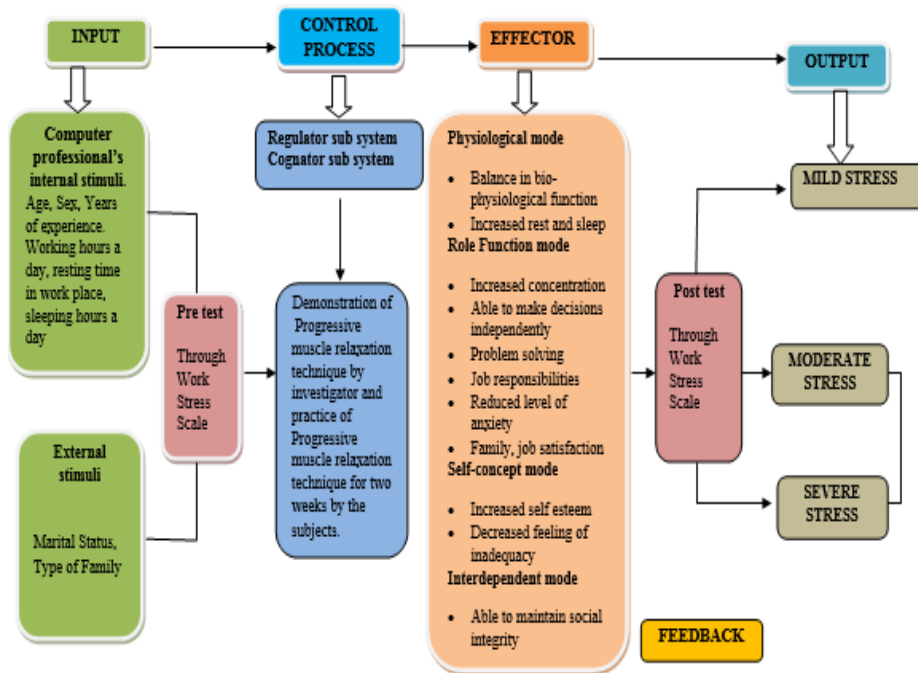 INPUT
CONTROL
PROCESS
EFFECTOR
OUTPUT
Computer
professional's
internal stimuli.
Age, Sex, Years
of experience.
Working hours a
day, resting time
in work place,
sleeping hours a
day
External
stimuli
Marital Status,
Type of Family
Pre test
Through
Work
Stress
Scale
Regulator sub system
Cognator sub system
Demonstration of
Progressive
muscle relaxation
technique by
investigator and
practice of
Progressive
muscle relaxation
technique for two
weeks by the
subjects.
Physiological mode
• Balance in bio-
physiological function
• Increased rest and sleep
Role Function mode
• Increased concentration
• Able to make decisions
independently
• Problem solving
• Job responsibilities
• Reduced level of
anxiety
• Family, job satisfaction
Self-concept mode
• Increased self esteem
• Decreased feeling of
inadequacy
Interdependent mode
• Able to maintain social
integrity
Post test
Through
Work
Stress
Scale
MILD STRESS
MODERATE
STRESS
SEVERE
STRESS
FEEDBACK